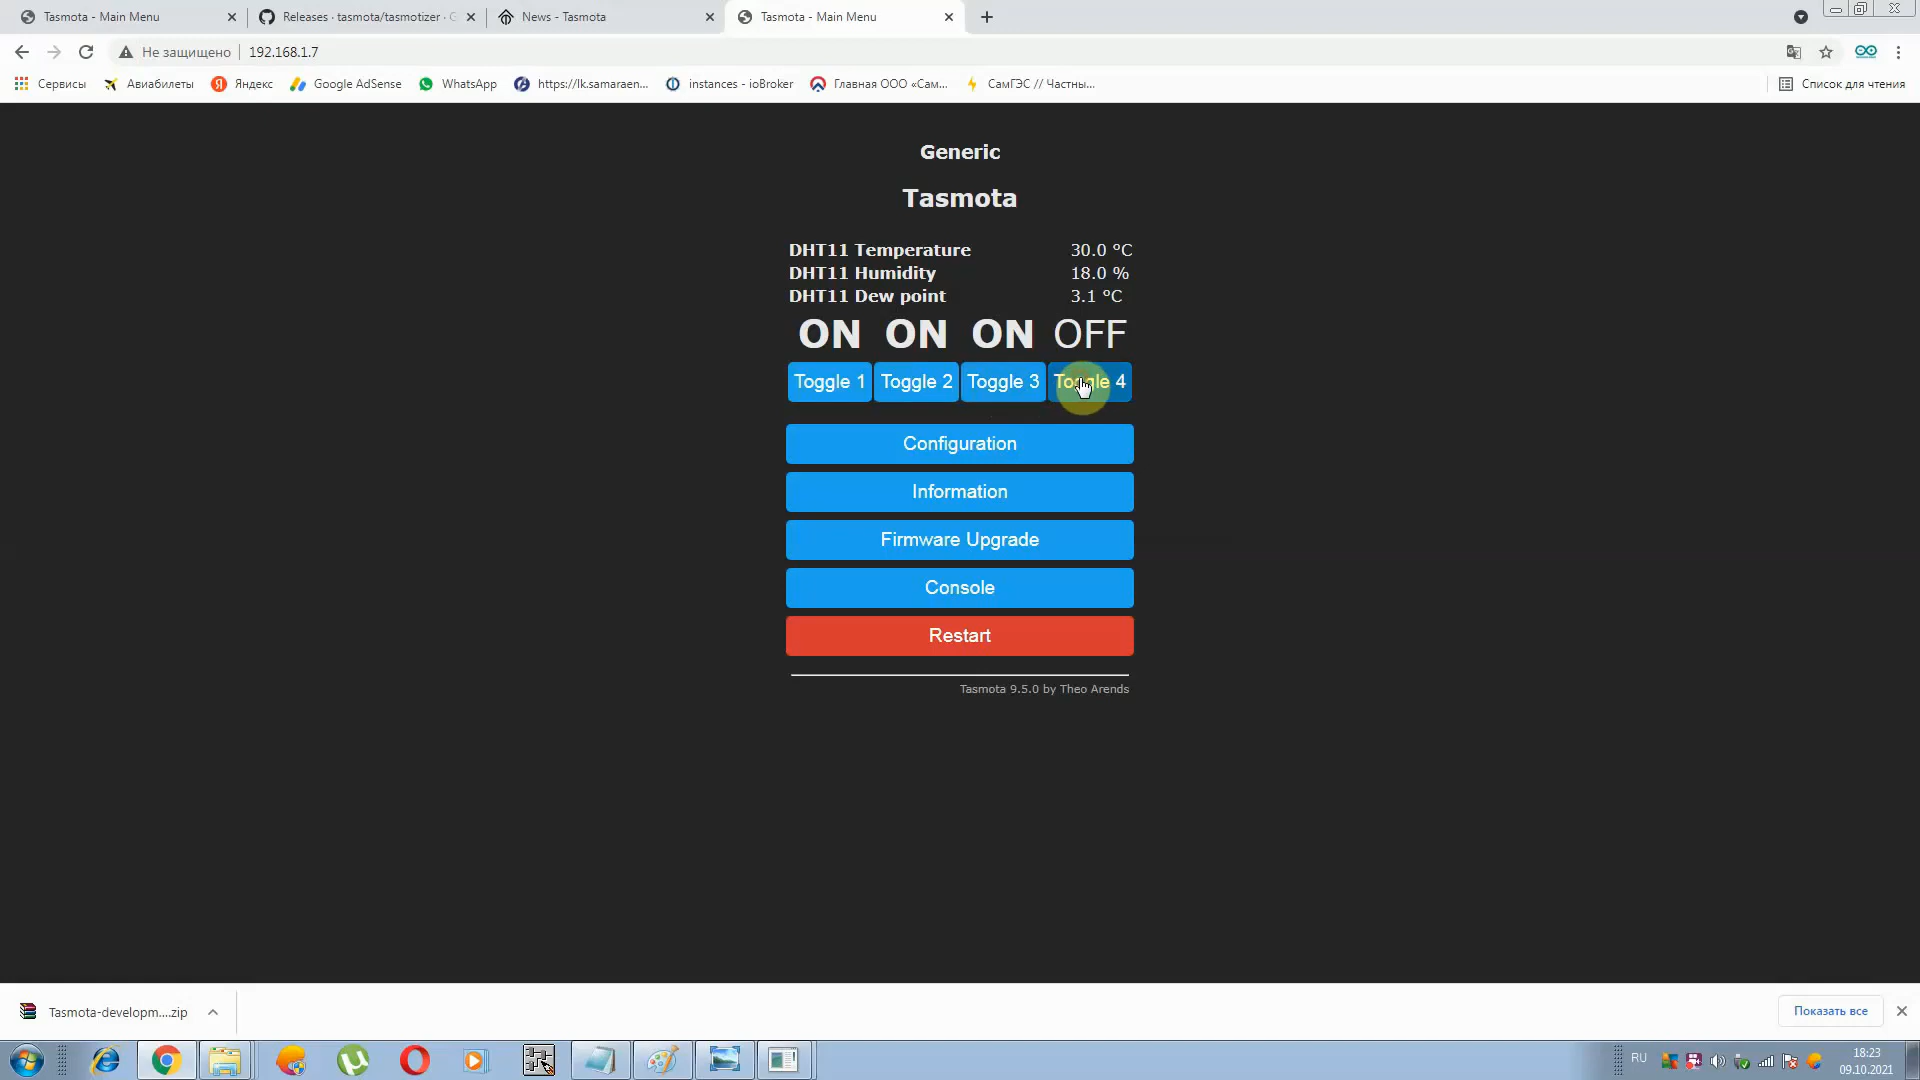 Tasmota - Main Menu
Releases · tasmota/tasmotizer · G
News - Tasmota
Tasmota - Main Menu
Не защищено
192.168.1.7
Сервисы
Авиабилеты
Яндекс
Google AdSense
WhatsApp
https://lk.samaraen...
instances - ioBroker
Главная ООО «Сам...
СамГЭС // Частны...
Список для чтения
Generic
Tasmota
DHT11 Temperature 30.0 °C
DHT11 Humidity 18.0 %
DHT11 Dew point 3.1 °C
ON ON ON OFF
Toggle 1 Toggle 2 Toggle 3 Toggle 4
Configuration
Information
Firmware Upgrade
Console
Restart
Tasmota 9.5.0 by Theo Arends
Tasmota-developm....zip
Показать все
RU
18:23
09.10.2021